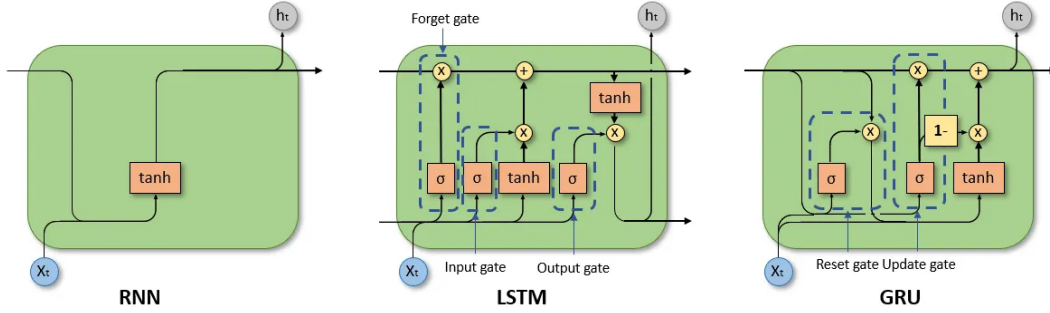 hₜ
tanh
Xₜ
RNN
Forget gate
hₜ
x
+
tanh
x
x
σ
σ
tanh
σ
Xₜ
Input gate
Output gate
LSTM
hₜ
x
+
x
1-
x
σ
σ
tanh
Xₜ
Reset gate
Update gate
GRU